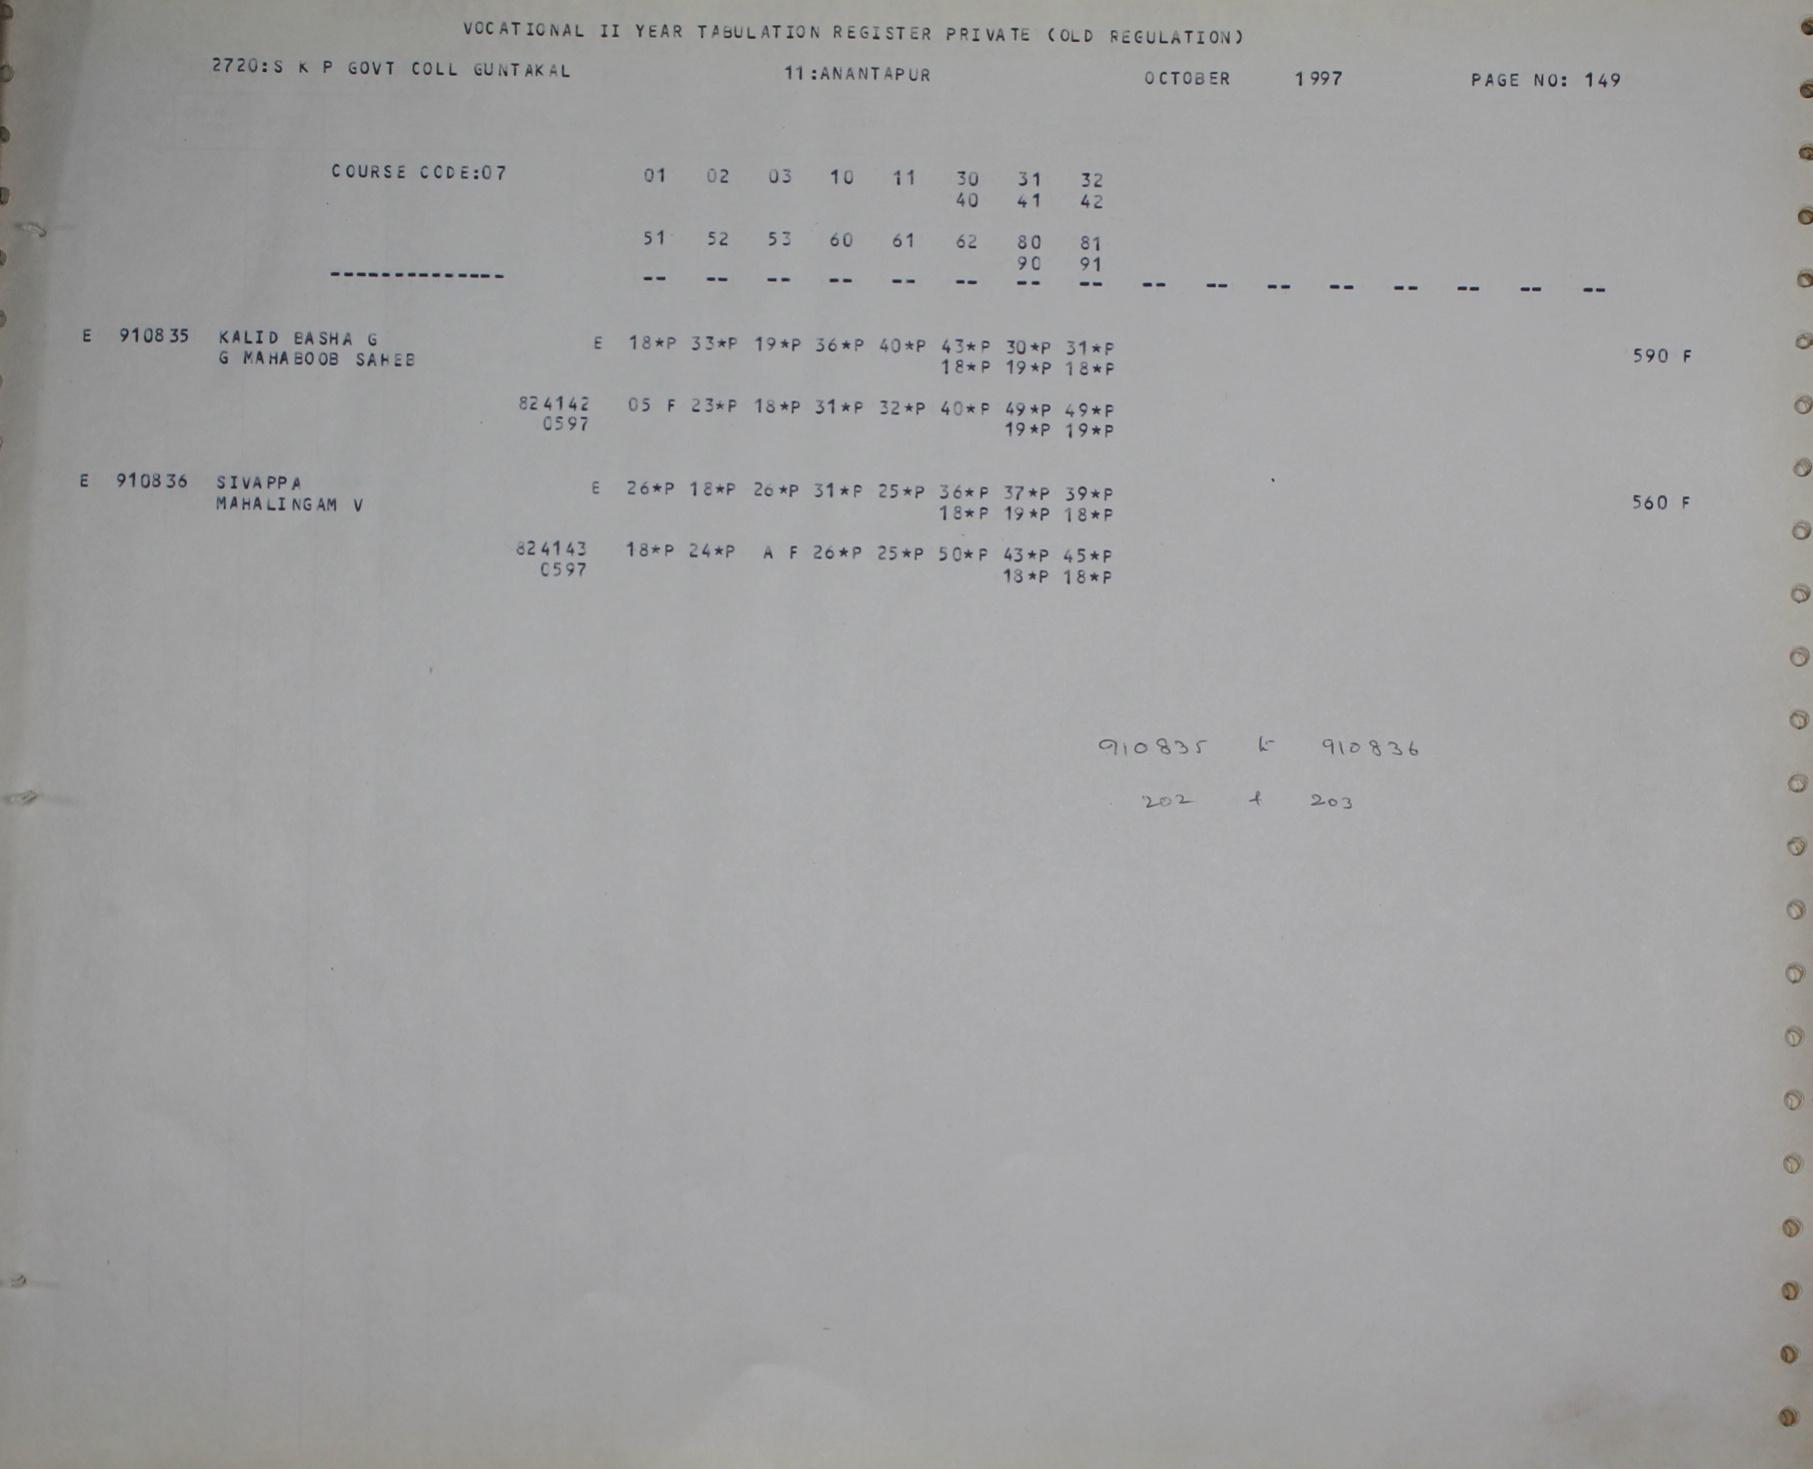 VOCATIONAL II YEAR TABULATION REGISTER PRIVATE (OLD REGULATION)
2720:S K P GOVT COLL GUNTAKAL 11:ANANTAPUR OCTOBER 1997 PAGE NO: 149
COURSE CODE:07 01 02 03 10 11 30 31 32
40 41 42
51 52 53 60 61 62 80 81
90 91
-------------- -- -- -- -- -- -- -- -- -- -- -- -- -- -- -- --
E 910835 KALID BASHA G E 18*P 33*P 19*P 36*P 40*P 43*P 30*P 31*P
G MAHABOOB SAHEB 18*P 19*P 18*P 590 F
824142 05 F 23*P 18*P 31*P 32*P 40*P 49*P 49*P
0597 19*P 19*P
E 910836 SIVAPPA E 26*P 18*P 26*P 31*P 25*P 36*P 37*P 39*P
MAHALINGAM V 18*P 19*P 18*P 560 F
824143 18*P 24*P A F 26*P 25*P 50*P 43*P 45*P
0597 18*P 18*P
910835 to 910836
202 & 203